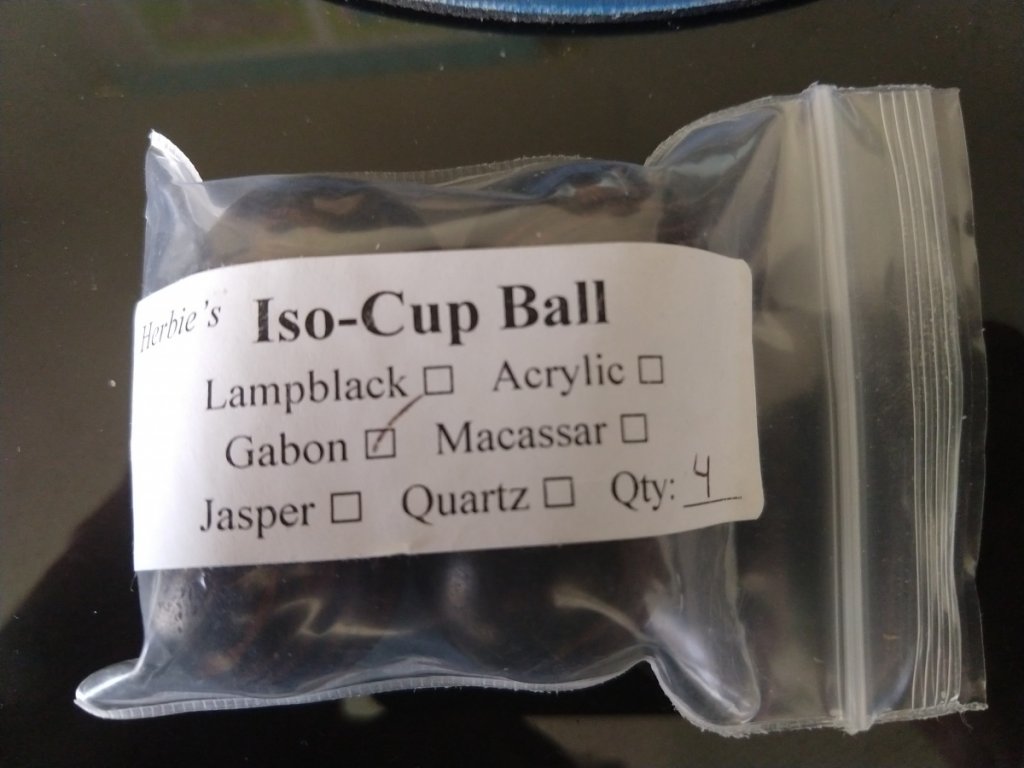 Herbie's Iso-Cup Ball
Lampblack ☐ Acrylic ☐
Gabon ☑ Macassar ☐
Jasper ☐ Quartz ☐ Qty: 4